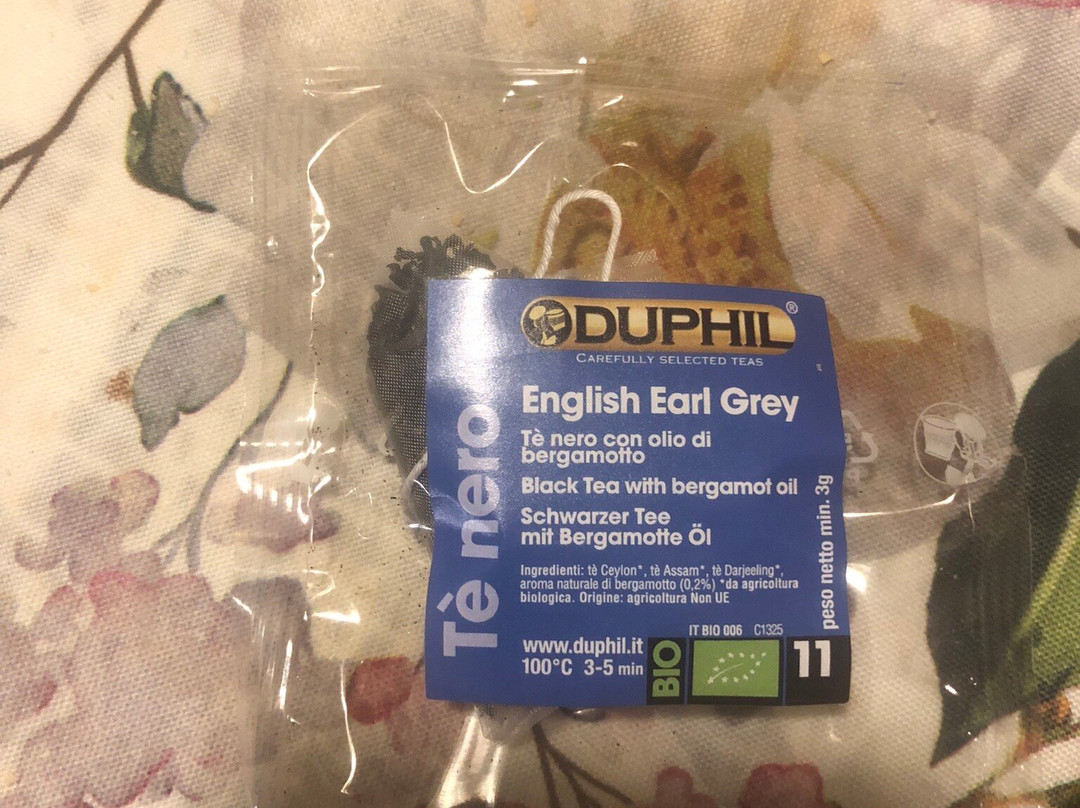 DUPHIL®
CAREFULLY SELECTED TEAS
English Earl Grey
Tè nero con olio di
bergamotto
Black Tea with bergamot oil
Schwarzer Tee
mit Bergamotte Öl
Ingredienti: tè Ceylon*, tè Assam*, tè Darjeeling*,
aroma naturale di bergamotto (0,2%) *da agricoltura
biologica. Origine: agricoltura Non UE
IT BIO 006 C1325
www.duphil.it
100°C 3-5 min
BIO
11
Tè nero
peso netto min. 3g